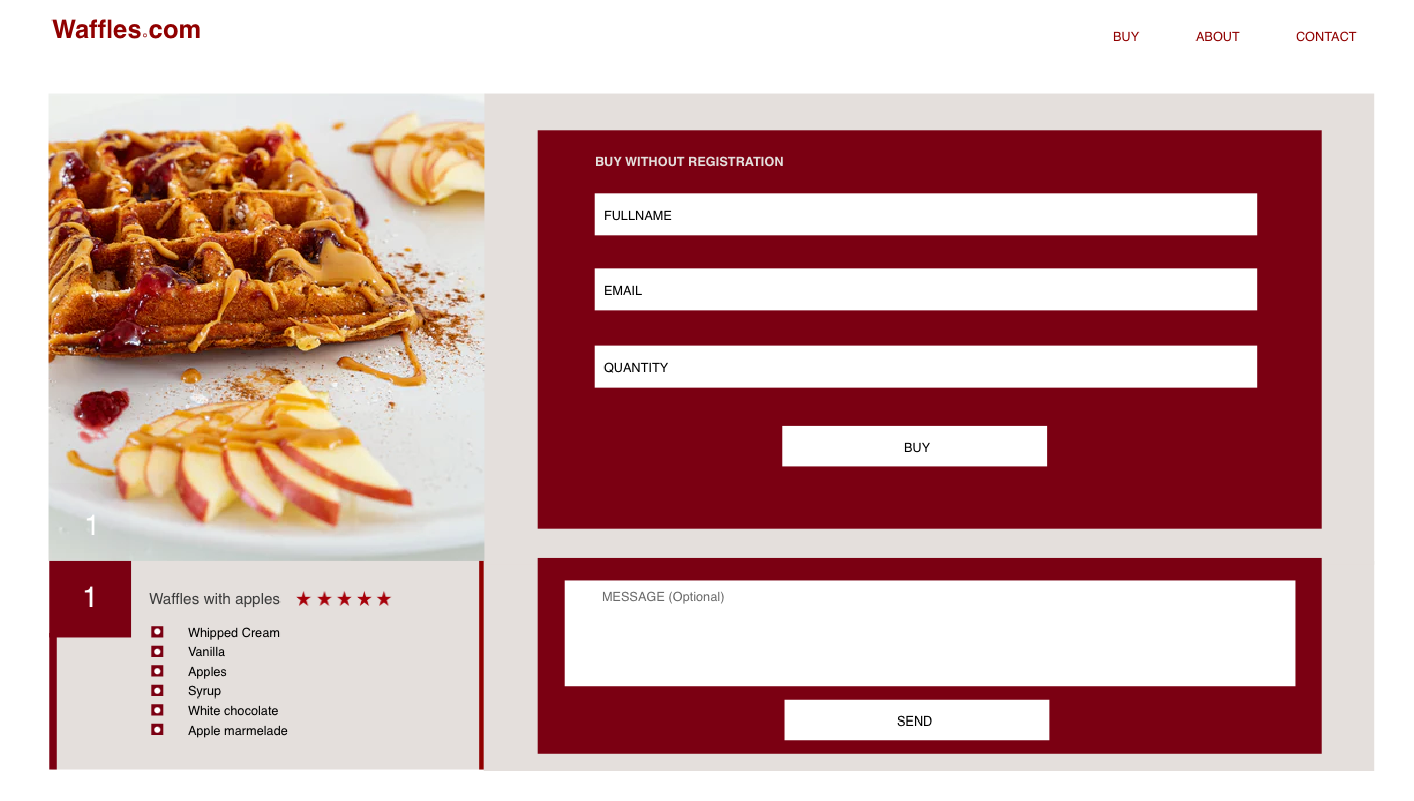 Waffles.com
BUY ABOUT CONTACT
BUY WITHOUT REGISTRATION
FULLNAME
EMAIL
QUANTITY
BUY
1
1
Waffles with apples
Whipped Cream
Vanilla
Apples
Syrup
White chocolate
Apple marmelade
MESSAGE (Optional)
SEND